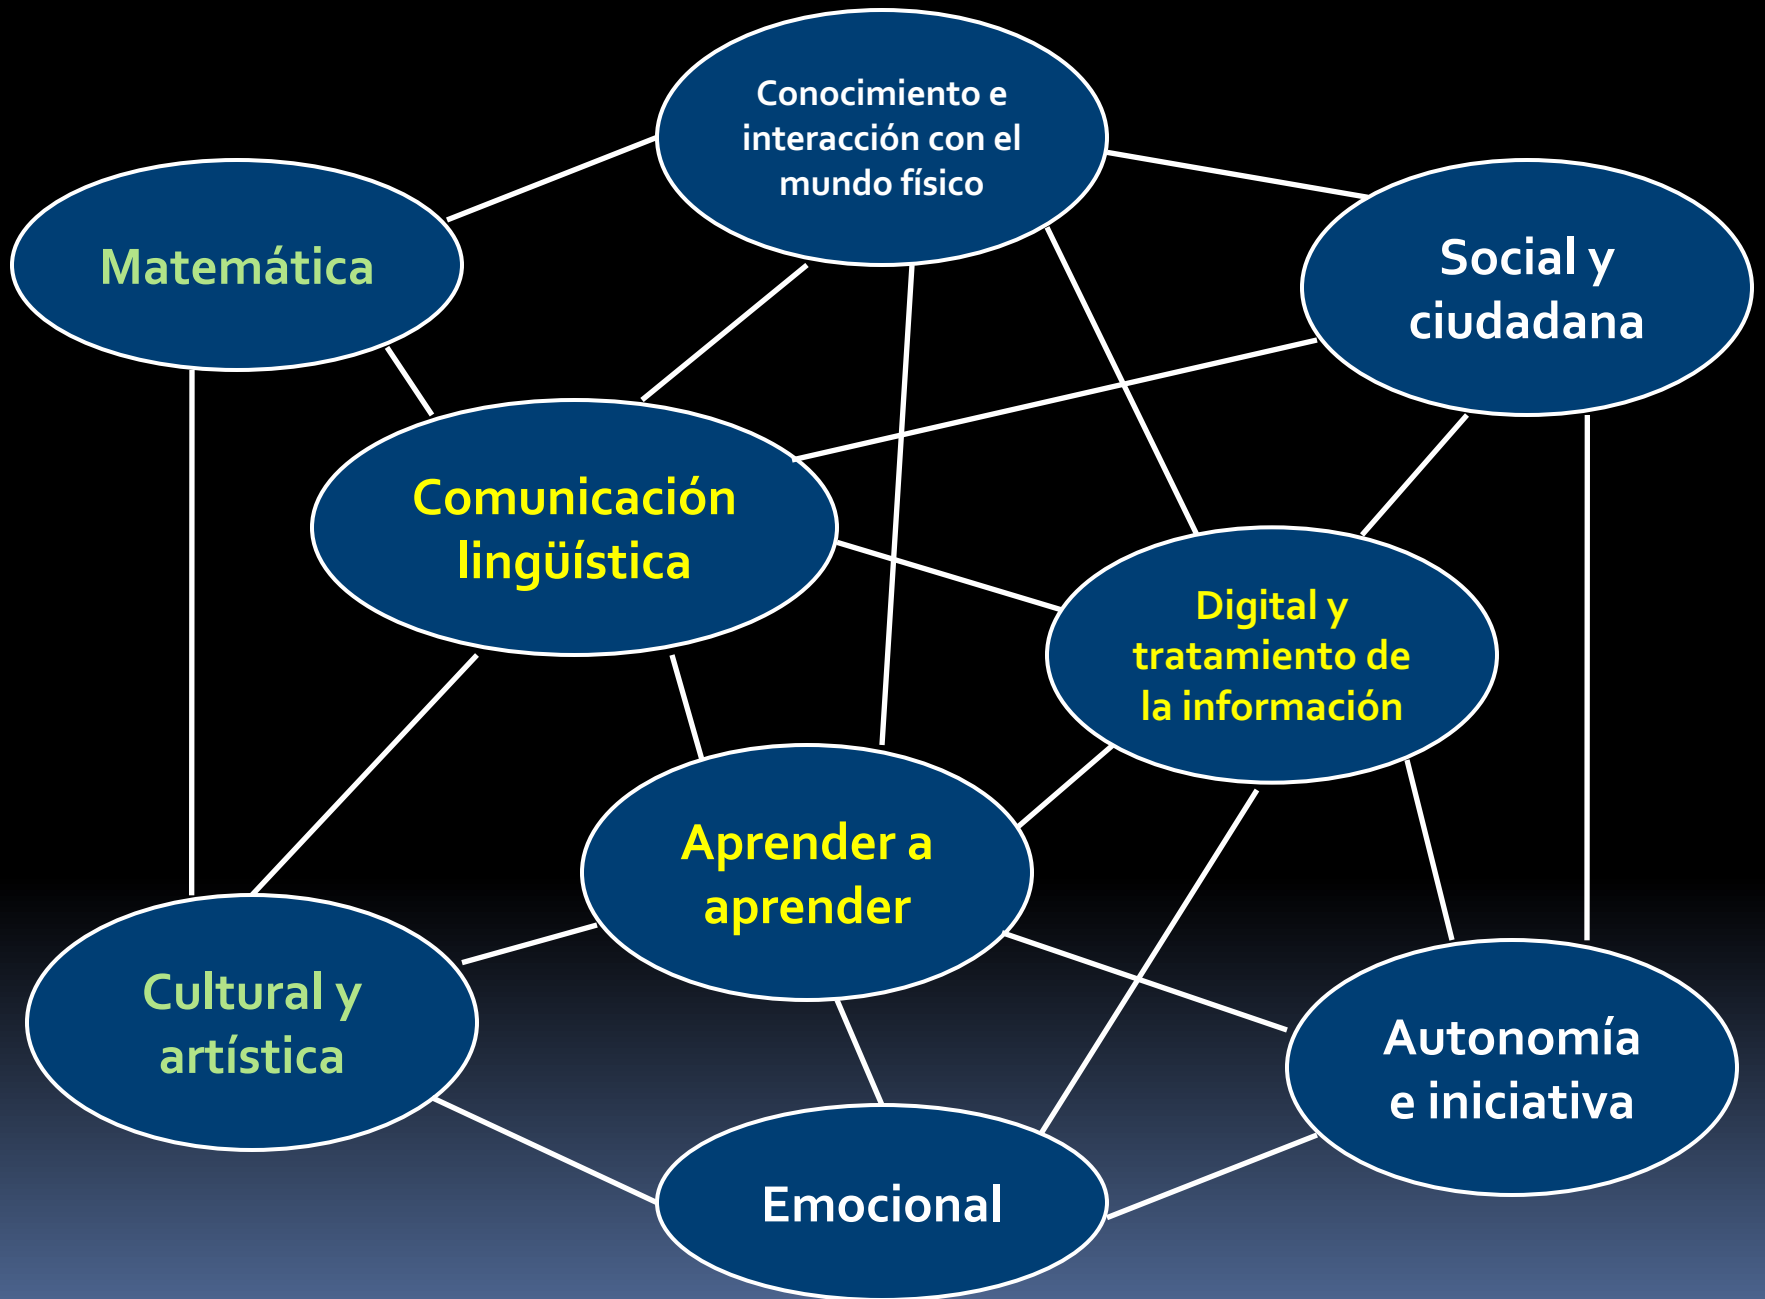 Conocimiento e
interacción con el
mundo físico
Matemática
Social y
ciudadana
Comunicación
lingüística
Digital y
tratamiento de
la información
Aprender a
aprender
Cultural y
artística
Autonomía
e iniciativa
Emocional